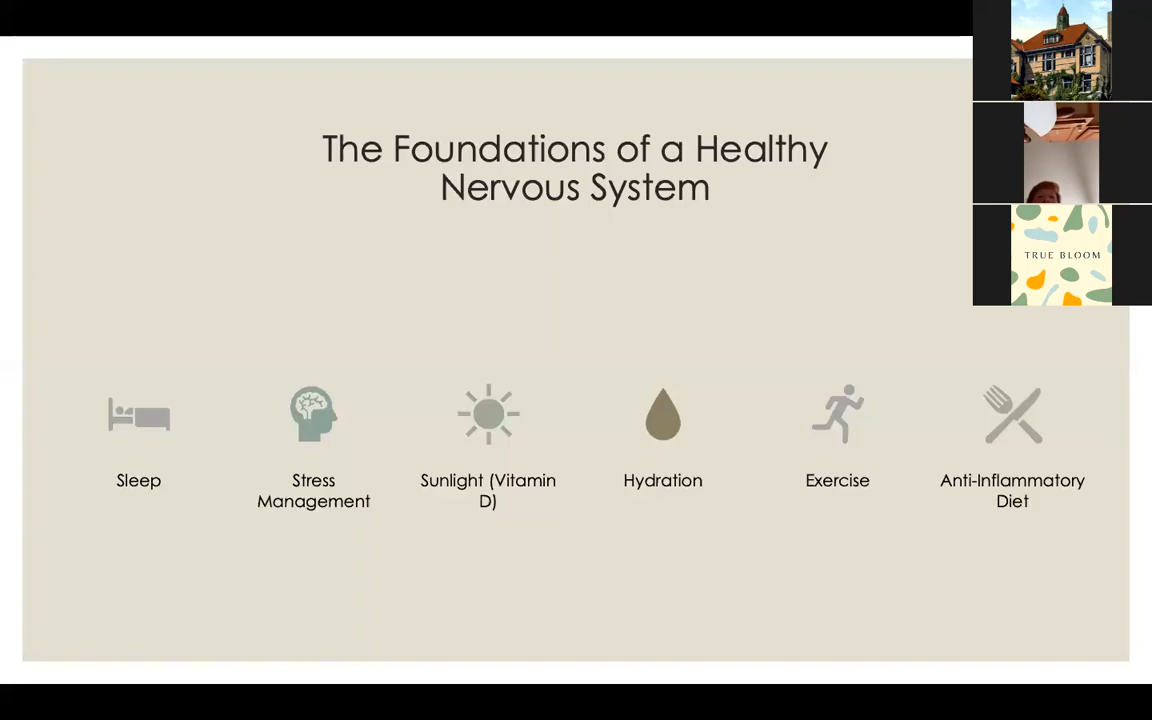 The Foundations of a Healthy
Nervous System
TRUE BLOOM
Sleep
Stress
Management
Sunlight (Vitamin
D)
Hydration
Exercise
Anti-Inflammatory
Diet